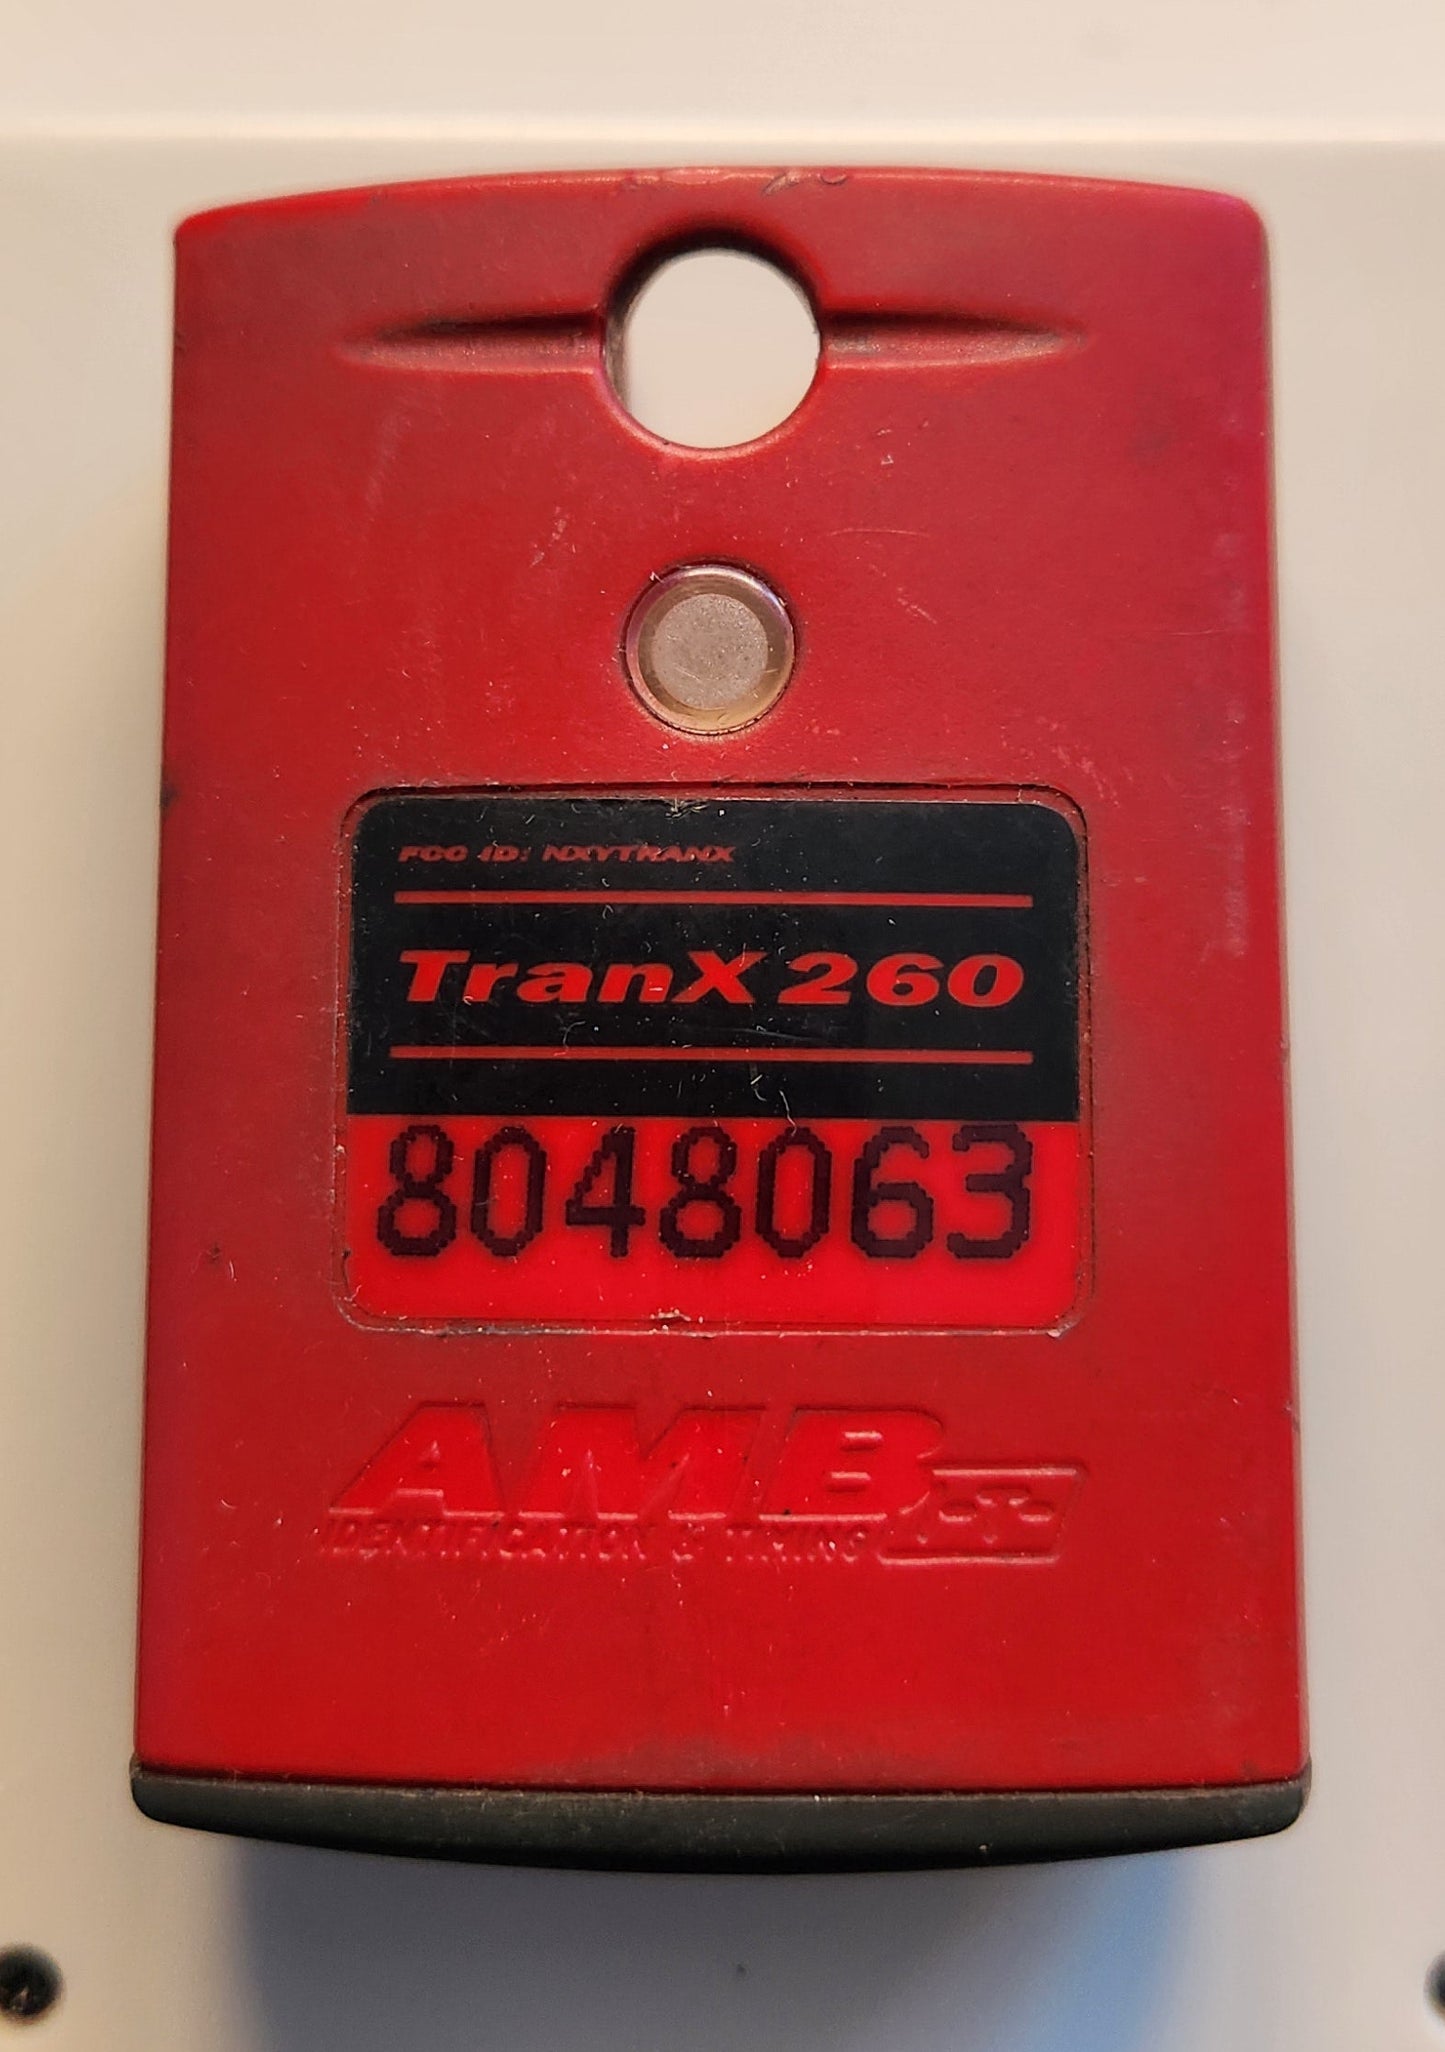 FCC ID: NXYTRANX
TranX 260
8048063
AMB
IDENTIFICATION & TIMING